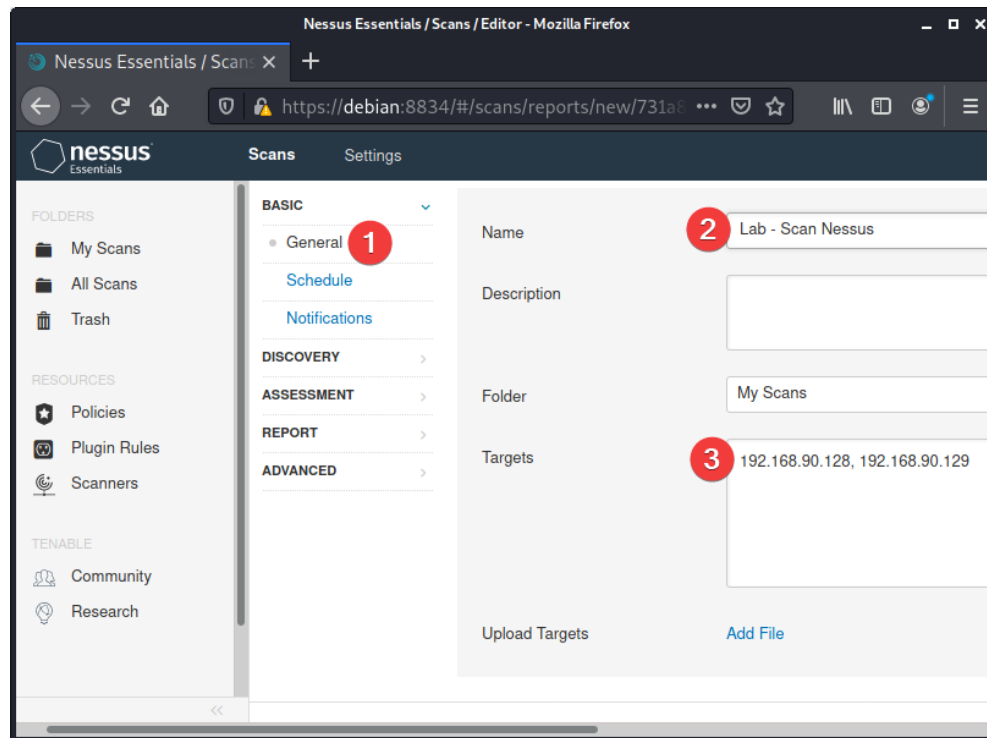 Nessus Essentials / Scans / Editor - Mozilla Firefox
Nessus Essentials / Scans
https://debian:8834/#/scans/reports/new/731a8
nessus
Essentials
Scans
Settings
FOLDERS
My Scans
All Scans
Trash
RESOURCES
Policies
Plugin Rules
Scanners
TENABLE
Community
Research
BASIC
General 1
Schedule
Notifications
DISCOVERY
ASSESSMENT
REPORT
ADVANCED
Name 2 Lab - Scan Nessus
Description
Folder My Scans
Targets 3 192.168.90.128, 192.168.90.129
Upload Targets Add File